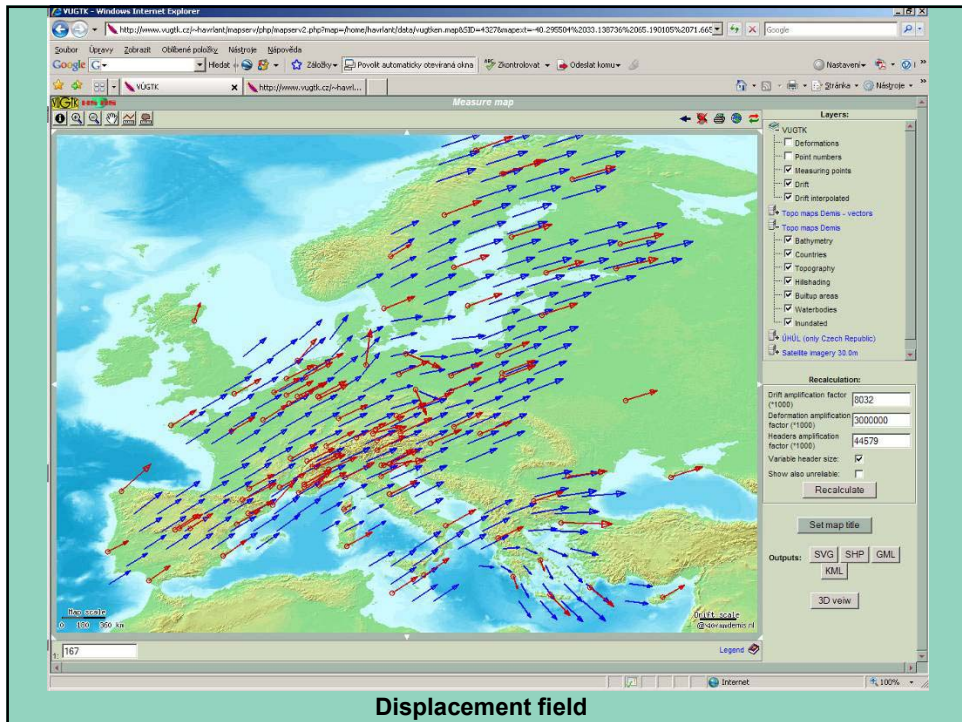 VUGTK - Windows Internet Explorer
http://www.vugtk.cz/~havrlant/mapserv/php/mapserv2.php?map=/home/havrlant/data/vugtken.map&SID=4327&mapext=-40.295504%2033.138736%2065.190105%2071.665
Google
Soubor Úpravy Zobrazit Oblíbené položky Nástroje Nápověda
Google G Hledat Záložky Povolit automaticky otevíraná okna Zkontrolovat Odeslat komu Nastavení
VÚGTK http://www.vugtk.cz/~havrl... Stránka Nástroje
VUGTK
Measure map
Layers:
VUGTK
Deformations
Point numbers
Measuring points
Drift
Drift interpolated
Topo maps Demis - vectors
Topo maps Demis
Bathymetry
Countries
Topography
Hillshading
Builtup areas
Waterbodies
Inundated
ÚHÚL (only Czech Republic)
Satelite imagery 30.0m
Recalculation:
Drift amplification factor (*1000) 8032
Deformation amplification factor (*1000) 3000000
Headers amplification factor (*1000) 44579
Variable header size:
Show also unreliable:
Recalculate
Set map title
Outputs: SVG SHP GML
KML
3D veiw
Map scale
0 180 360 km
Drift scale
1: 167
Legend
Internet 100%
Displacement field